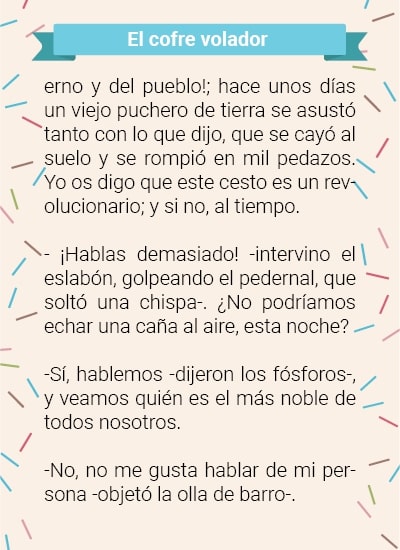 El cofre volador
erno y del pueblo!; hace unos días
un viejo puchero de tierra se asustó
tanto con lo que dijo, que se cayó al
suelo y se rompió en mil pedazos.
Yo os digo que este cesto es un rev-
olucionario; y si no, al tiempo.
- ¡Hablas demasiado! -intervino el
eslabón, golpeando el pedernal, que
soltó una chispa-. ¿No podríamos
echar una caña al aire, esta noche?
-Sí, hablemos -dijeron los fósforos-,
y veamos quién es el más noble de
todos nosotros.
-No, no me gusta hablar de mi per-
sona -objetó la olla de barro-.